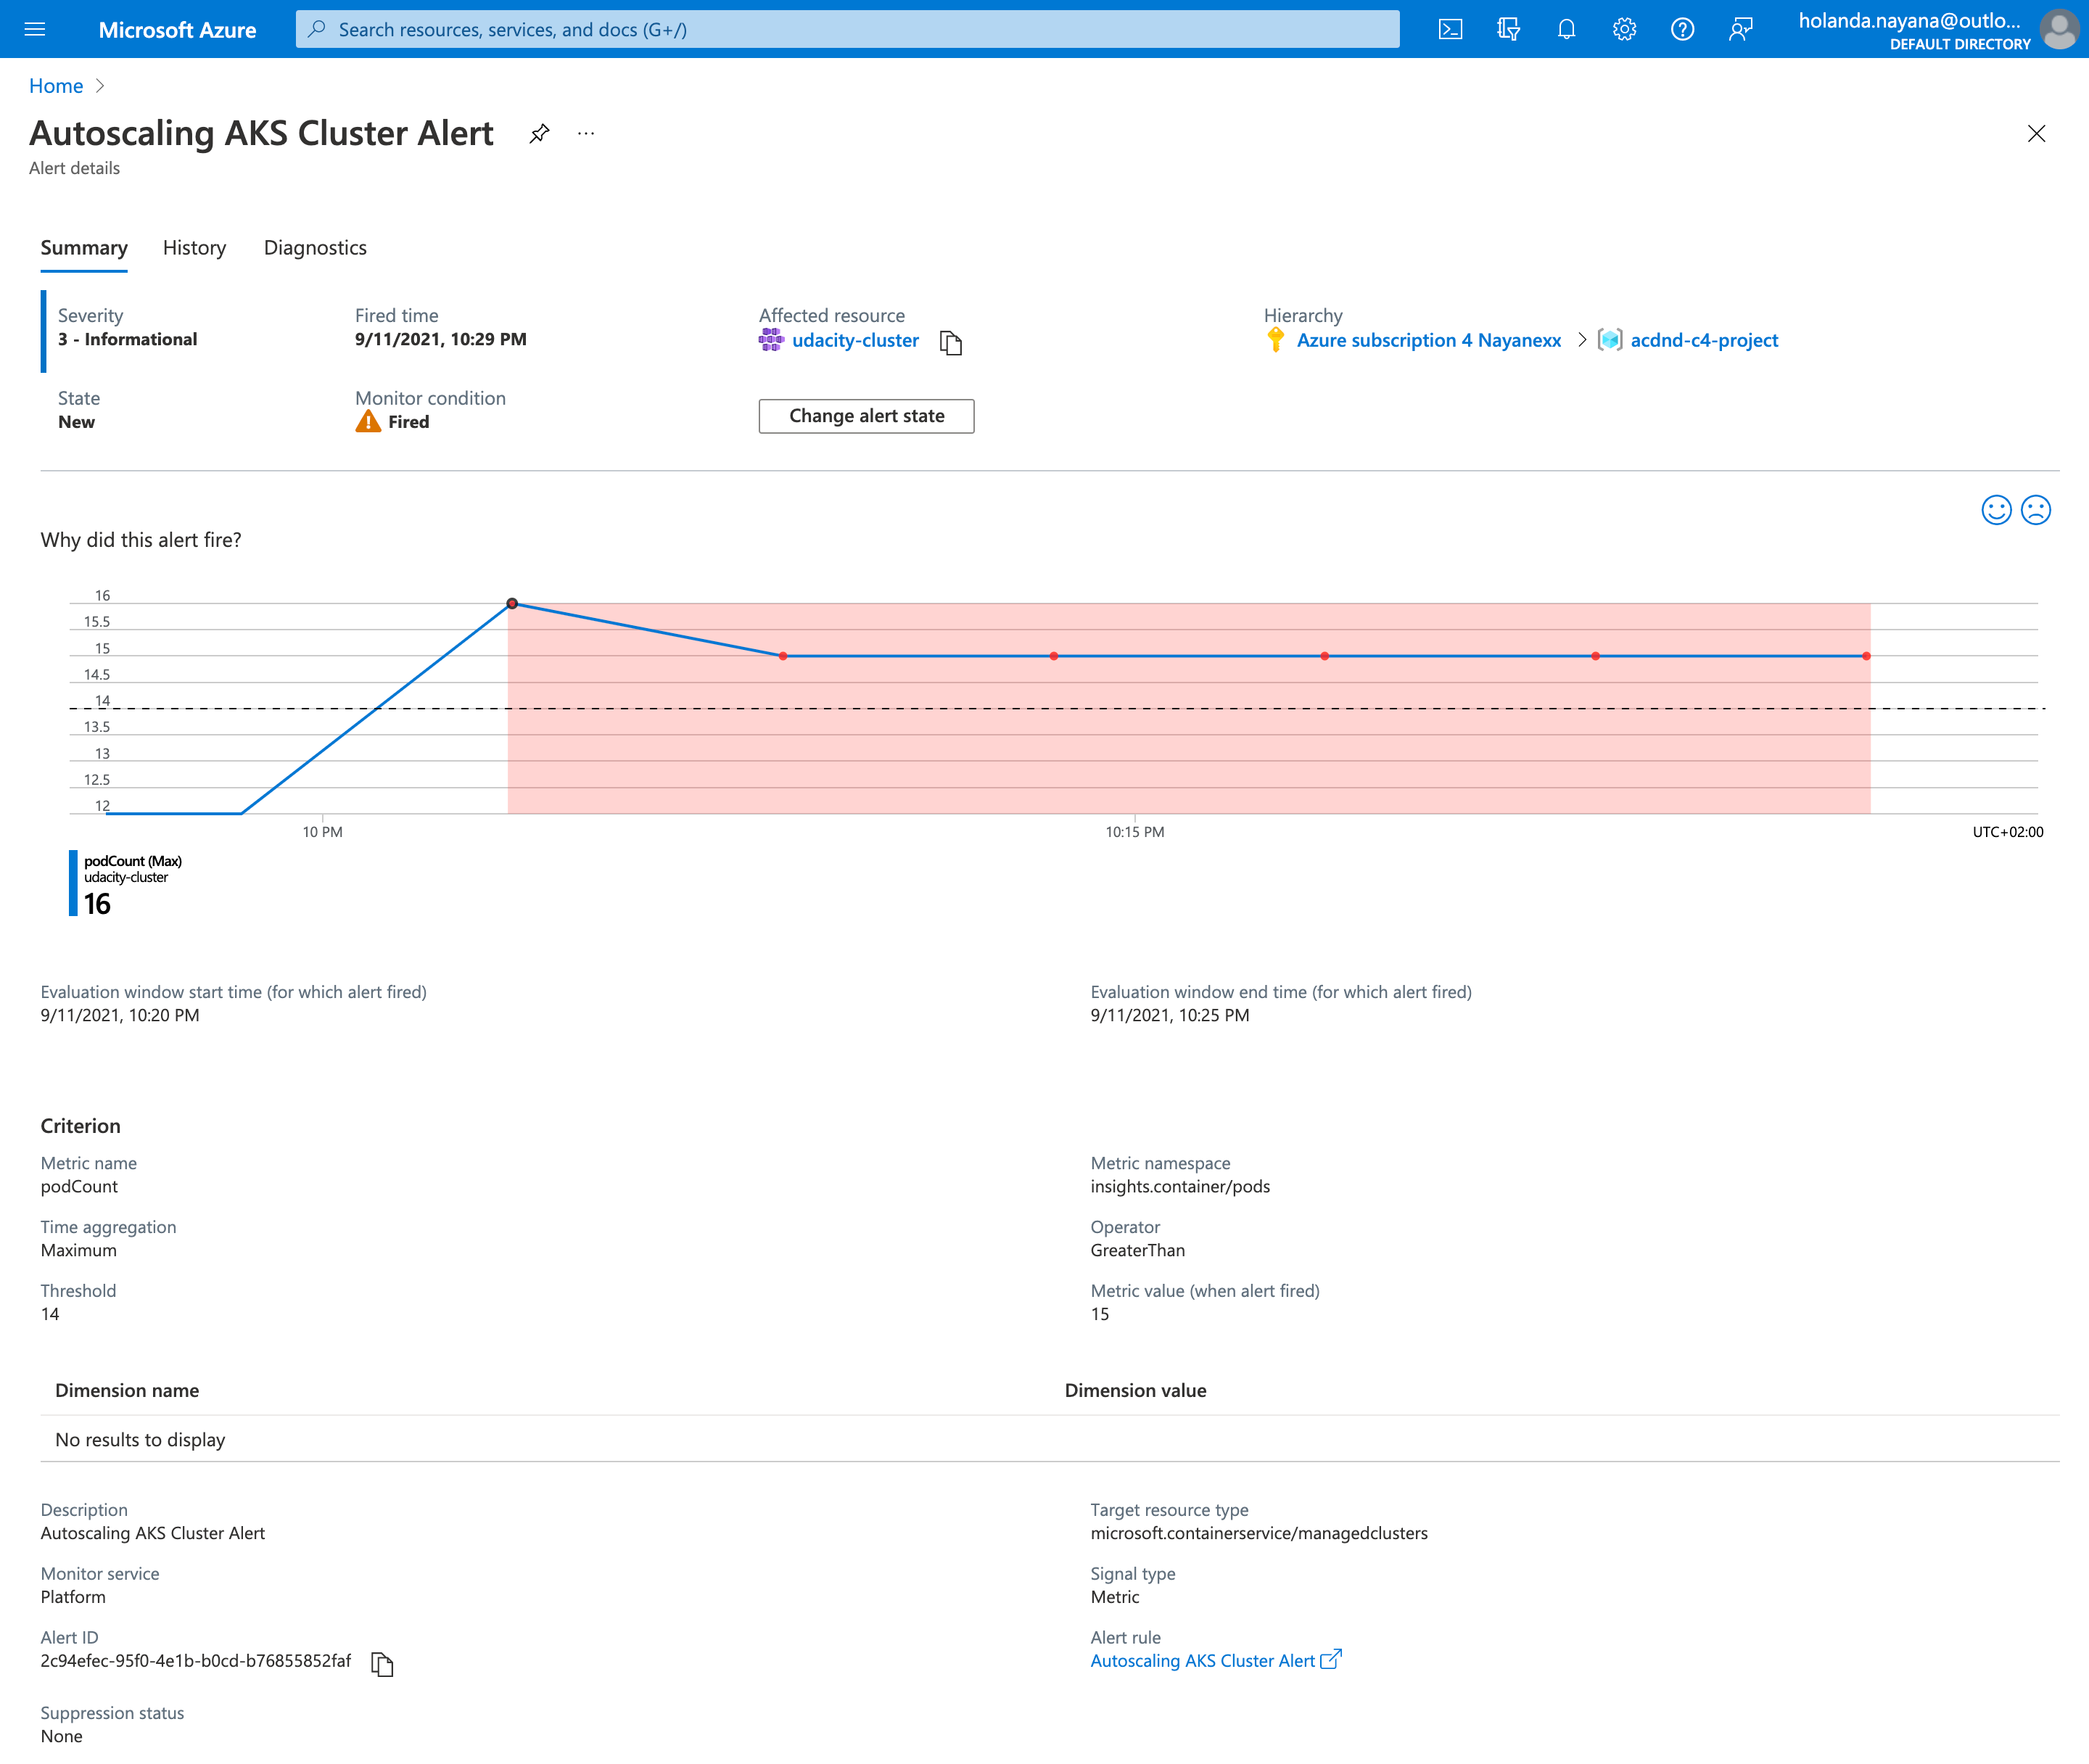 Microsoft Azure
Search resources, services, and docs (G+/)
holanda.nayana@outlo...
DEFAULT DIRECTORY
Home
Autoscaling AKS Cluster Alert
Alert details
Summary History Diagnostics
Severity Fired time Affected resource Hierarchy
3 - Informational 9/11/2021, 10:29 PM udacity-cluster Azure subscription 4 Nayanexx > acdnd-c4-project
State Monitor condition
New Fired Change alert state
Why did this alert fire?
16
15.5
15
14.5
14
13.5
13
12.5
12
10 PM 10:15 PM UTC+02:00
podCount (Max)
udacity-cluster
16
Evaluation window start time (for which alert fired) Evaluation window end time (for which alert fired)
9/11/2021, 10:20 PM 9/11/2021, 10:25 PM
Criterion
Metric name Metric namespace
podCount insights.container/pods
Time aggregation Operator
Maximum GreaterThan
Threshold Metric value (when alert fired)
14 15
Dimension name Dimension value
No results to display
Description Target resource type
Autoscaling AKS Cluster Alert microsoft.containerservice/managedclusters
Monitor service Signal type
Platform Metric
Alert ID Alert rule
2c94efec-95f0-4e1b-b0cd-b76855852faf Autoscaling AKS Cluster Alert
Suppression status
None